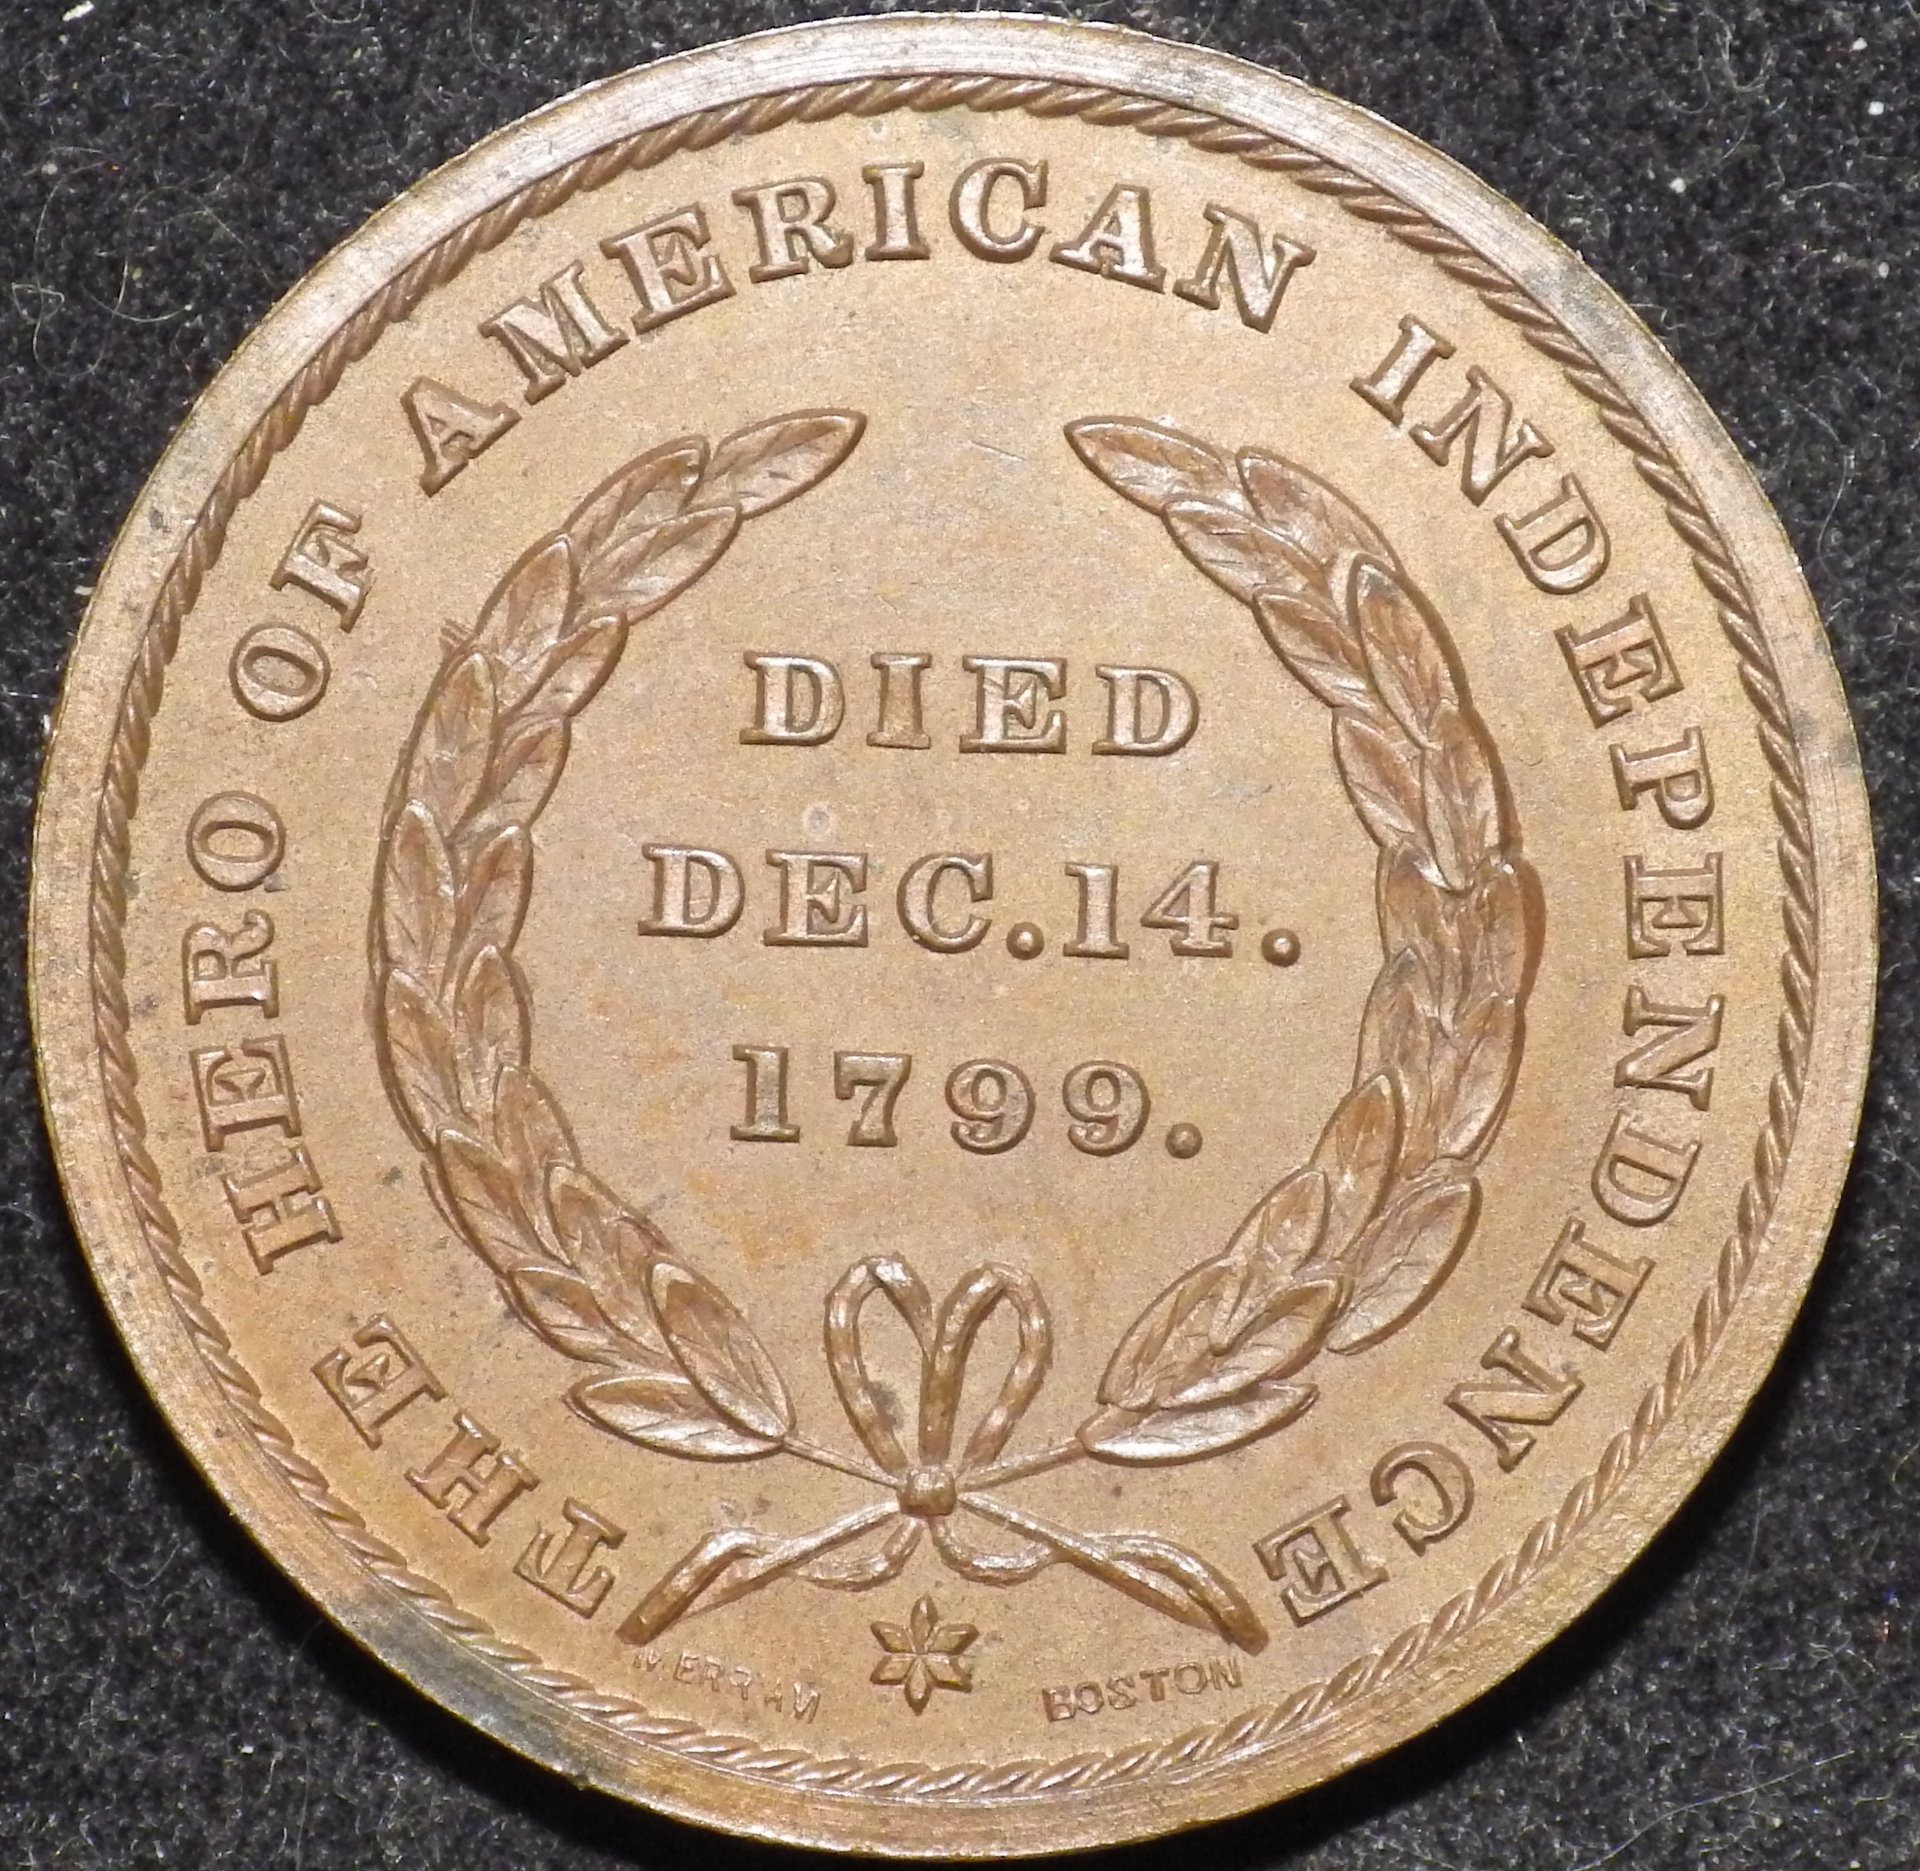 THE HERO OF AMERICAN INDEPENDENCE
DIED
DEC.14.
1799.
MERRIAM BOSTON